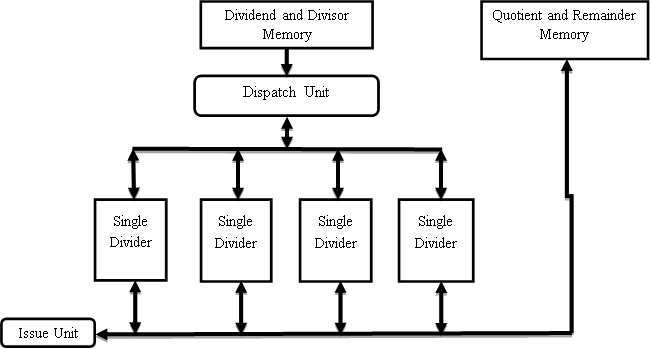 Dividend and Divisor
Memory
Quotient and Remainder
Memory
Dispatch Unit
Single
Divider
Single
Divider
Single
Divider
Single
Divider
Issue Unit